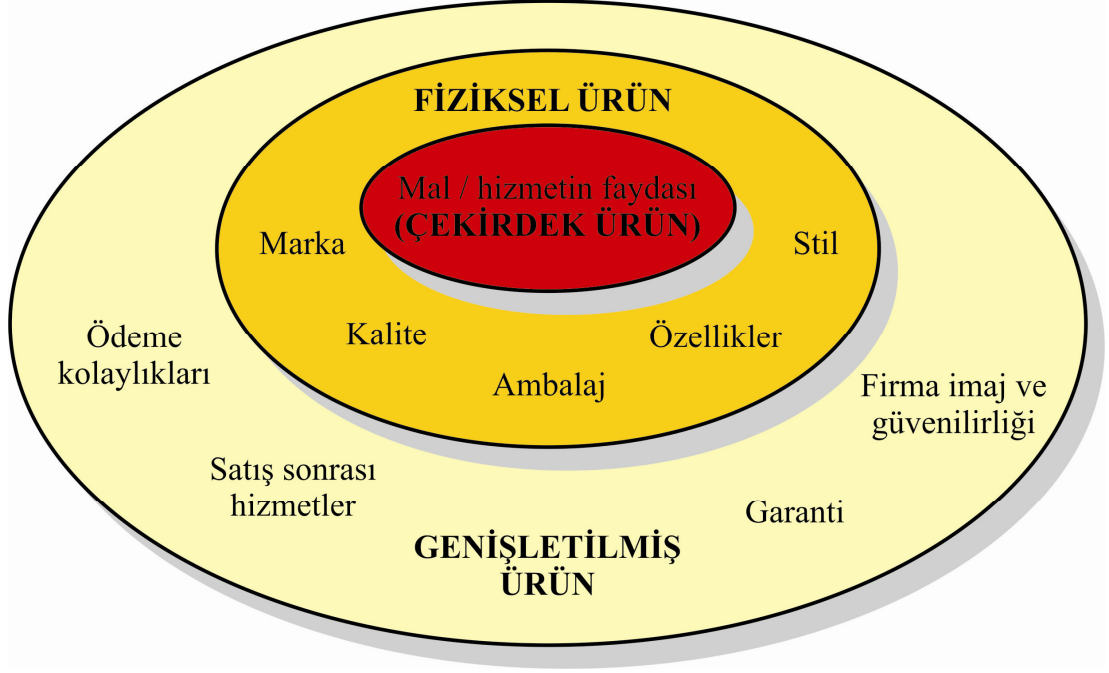 FİZİKSEL ÜRÜN
Mal / hizmetin faydası
(ÇEKİRDEK ÜRÜN)
Marka
Stil
Kalite
Özellikler
Ambalaj
Ödeme
kolaylıkları
Firma imaj ve
güvenilirliği
Satış sonrası
hizmetler
Garanti
GENİŞLETİLMİŞ
ÜRÜN